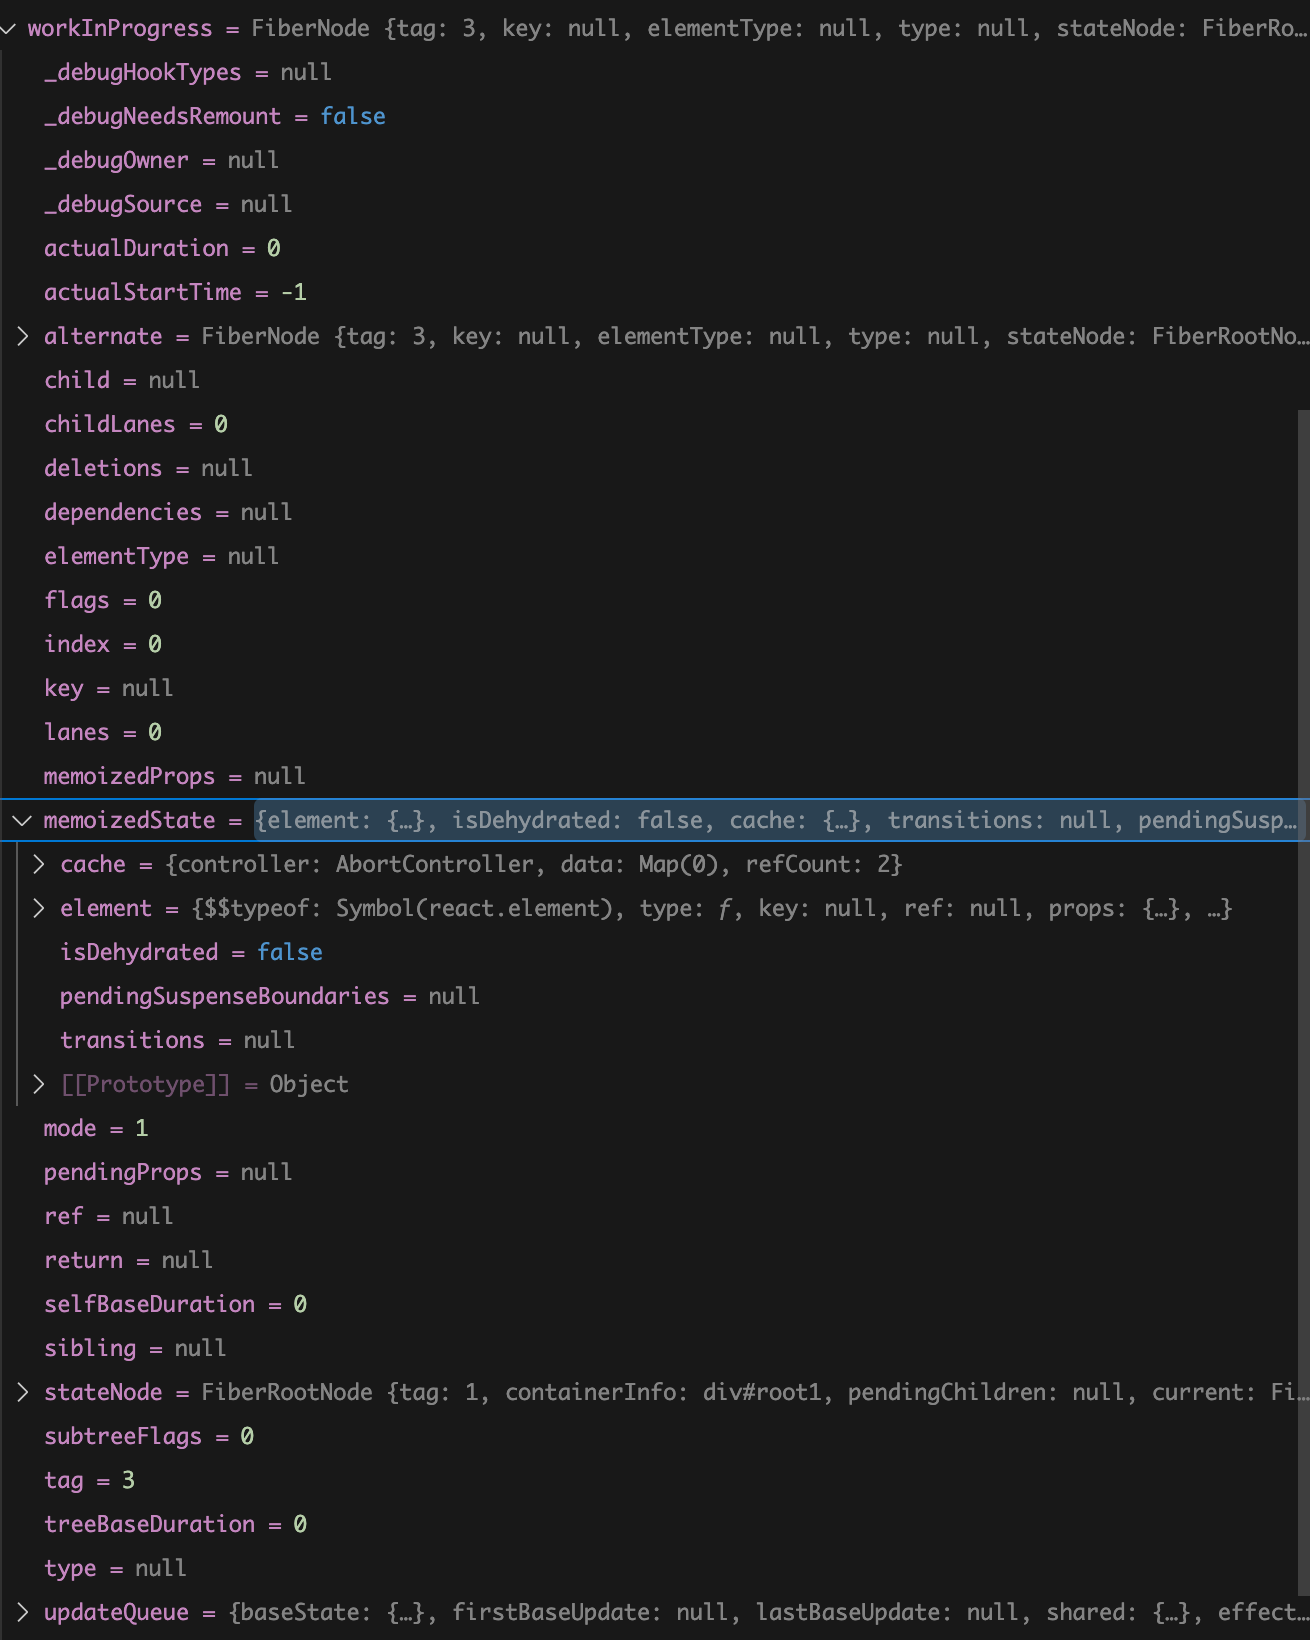 workInProgress = FiberNode {tag: 3, key: null, elementType: null, type: null, stateNode: FiberRo…
_debugHookTypes = null
_debugNeedsRemount = false
_debugOwner = null
_debugSource = null
actualDuration = 0
actualStartTime = -1
alternate = FiberNode {tag: 3, key: null, elementType: null, type: null, stateNode: FiberRootNo…
child = null
childLanes = 0
deletions = null
dependencies = null
elementType = null
flags = 0
index = 0
key = null
lanes = 0
memoizedProps = null
memoizedState = {element: {…}, isDehydrated: false, cache: {…}, transitions: null, pendingSusp…
cache = {controller: AbortController, data: Map(0), refCount: 2}
element = {$$typeof: Symbol(react.element), type: ƒ, key: null, ref: null, props: {…}, …}
isDehydrated = false
pendingSuspenseBoundaries = null
transitions = null
[[Prototype]] = Object
mode = 1
pendingProps = null
ref = null
return = null
selfBaseDuration = 0
sibling = null
stateNode = FiberRootNode {tag: 1, containerInfo: div#root1, pendingChildren: null, current: Fi…
subtreeFlags = 0
tag = 3
treeBaseDuration = 0
type = null
updateQueue = {baseState: {…}, firstBaseUpdate: null, lastBaseUpdate: null, shared: {…}, effect…